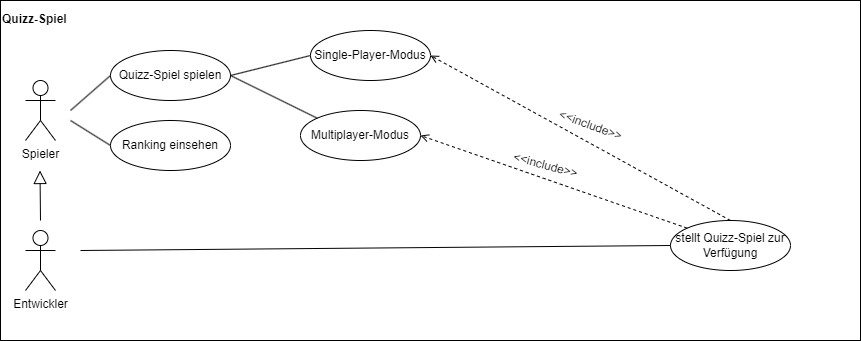 Quizz-Spiel
Single-Player-Modus
Quizz-Spiel spielen
<<include>>
Multiplayer-Modus
Ranking einsehen
Spieler
<<include>>
stellt Quizz-Spiel zur
Verfügung
Entwickler